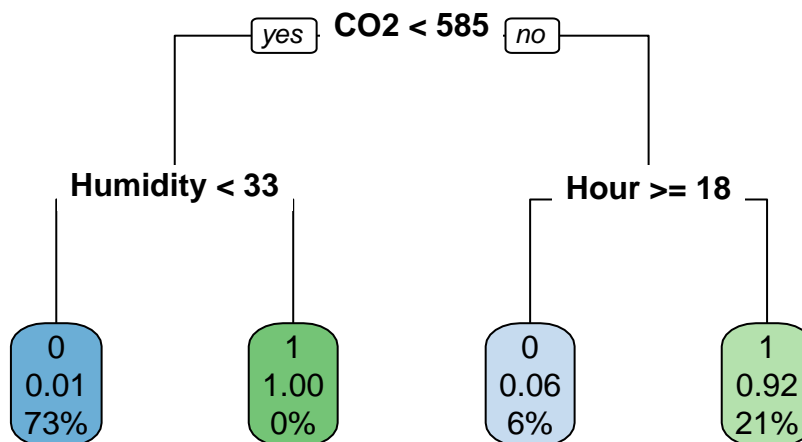 yes CO2 < 585 no
Humidity < 33 Hour >= 18
0 1 0 1
0.01 1.00 0.06 0.92
73% 0% 6% 21%